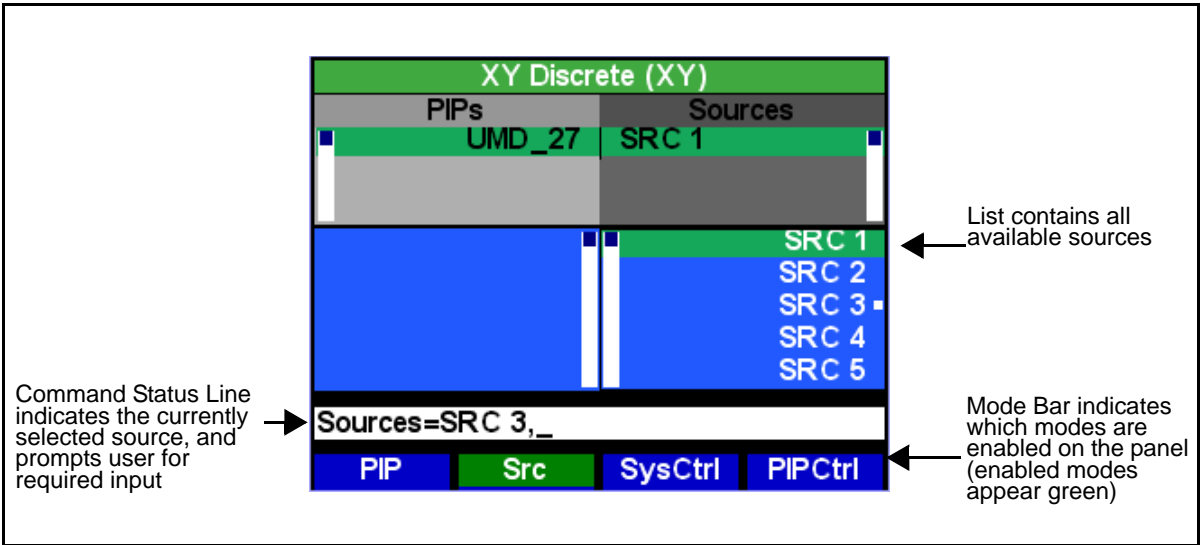 XY Discrete (XY)
PIPs Sources
UMD_27 SRC 1
SRC 1
SRC 2
SRC 3
SRC 4
SRC 5
Sources=SRC 3,_
PIP Src SysCtrl PIPCtrl
List contains all
available sources
Command Status Line
indicates the currently
selected source, and
prompts user for
required input
Mode Bar indicates
which modes are
enabled on the panel
(enabled modes
appear green)